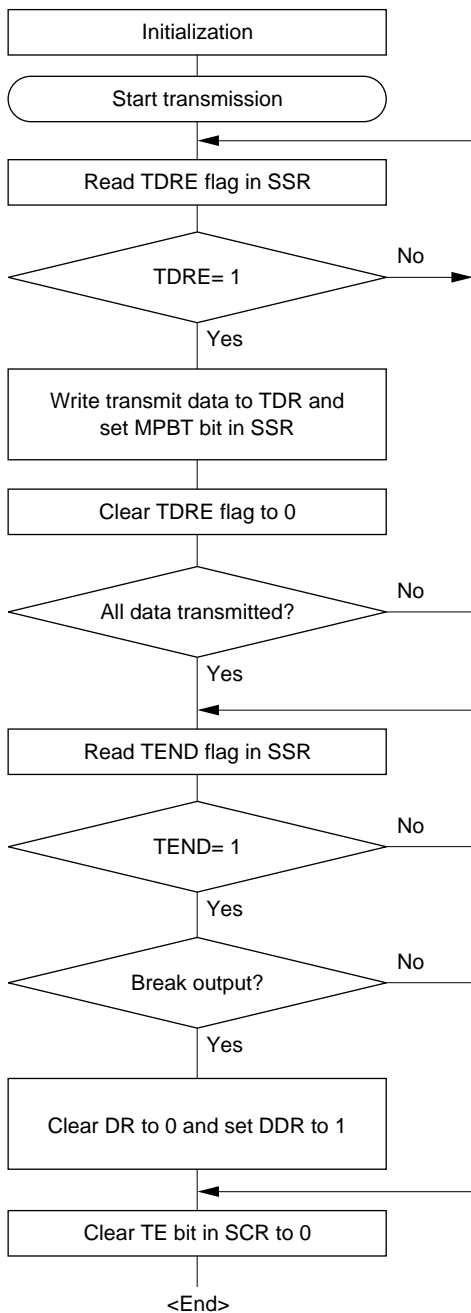 Initialization
Start transmission
Read TDRE flag in SSR
TDRE= 1
No
Yes
Write transmit data to TDR and
set MPBT bit in SSR
Clear TDRE flag to 0
All data transmitted?
No
Yes
Read TEND flag in SSR
TEND= 1
No
Yes
Break output?
No
Yes
Clear DR to 0 and set DDR to 1
Clear TE bit in SCR to 0
<End>